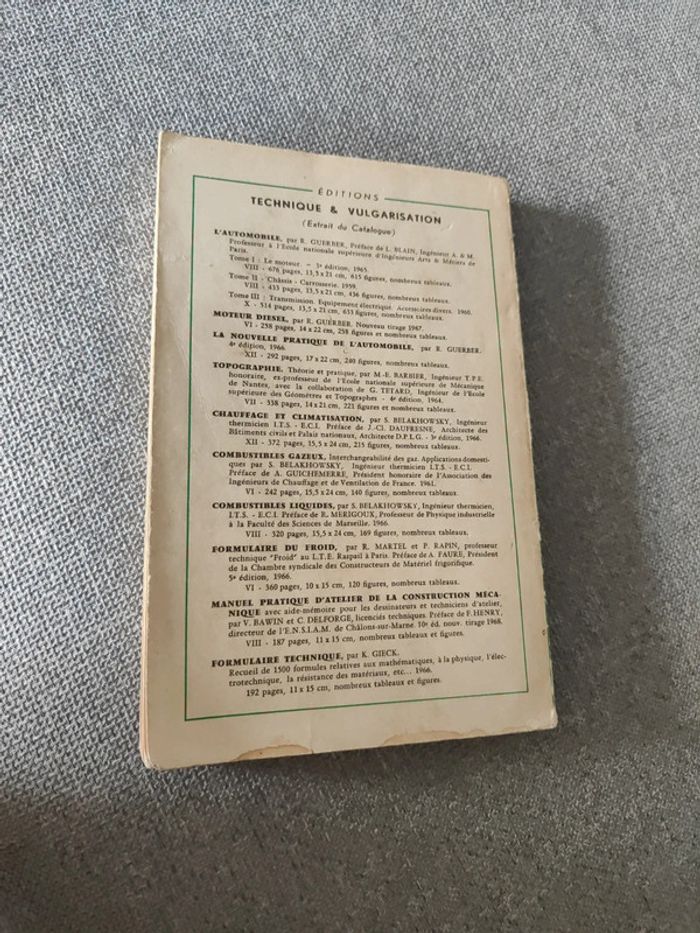 ÉDITIONS
TECHNIQUE & VULGARISATION
(Extrait du Catalogue)
L'AUTOMOBILE, par R. GUERBER, Préface de L. BLAIN, Ingénieur A. & M.
Professeur à l'Ecole nationale supérieure d'Ingénieurs Arts & Métiers de
Paris.
Tome I : Le moteur. - 3e édition, 1965.
VIII - 676 pages, 13,5 x 21 cm, 615 figures, nombreux tableaux.
Tome II - Châssis - Carrosserie. 1959.
VIII - 433 pages, 13,5 x 21 cm, 436 figures, nombreux tableaux.
Tome III : Transmission. Equipement électrique. Accessoires divers. 1960.
X - 514 pages, 13,5 x 21 cm, 633 figures, nombreux tableaux.
MOTEUR DIESEL, par R. GUERBER. Nouveau tirage 1967.
VI - 258 pages, 14 x 22 cm, 258 figures et nombreux tableaux.
LA NOUVELLE PRATIQUE DE L'AUTOMOBILE, par R. GUERBER.
4e édition, 1966.
XII - 292 pages, 17 x 22 cm, 240 figures, nombreux tableaux.
TOPOGRAPHIE. Théorie et pratique, par M.-E. BARBIER, Ingénieur T.P.E.
honoraire, ex-professeur de l'Ecole nationale supérieure de Mécanique
de Nantes, avec la collaboration de G. TETARD, Ingénieur de l'Ecole
supérieure des Géomètres et Topographes - 6e édition, 1964.
VII - 338 pages, 14 x 21 cm, 221 figures et nombreux tableaux.
CHAUFFAGE ET CLIMATISATION, par S. BELAKHOWSKY, Ingénieur
thermicien I.T.S. - E.C.I. Préface de J.-Cl. DAUFRESNE, Architecte des
Bâtiments civils et Palais nationaux, Architecte D.P.L.G. - 3e édition, 1966.
XII - 372 pages, 15,5 x 24 cm, 215 figures, nombreux tableaux.
COMBUSTIBLES GAZEUX, Interchangeabilité des gaz. Applications domesti-
ques par S. BELAKHOWSKY, Ingénieur thermicien I.T.S. - E.C.I.
Préface de A. GUICHEMERRE, Président honoraire de l'Association des
Ingénieurs de Chauffage et de Ventilation de France. 1961.
VI - 242 pages, 15,5 x 24 cm, 140 figures, nombreux tableaux.
COMBUSTIBLES LIQUIDES, par S. BELAKHOWSKY, Ingénieur thermicien,
I.T.S. - E.C.I. Préface de R. MERIGOUX, Professeur de Physique industrielle
à la Faculté des Sciences de Marseille. 1966.
VIII - 320 pages, 15,5 x 24 cm, 169 figures, nombreux tableaux.
FORMULAIRE DU FROID, par R. MARTEL et P. RAPIN, professeur
technique "Froid" au L.T.E. Raspail à Paris. Préface de A. FAURE, Président
de la Chambre syndicale des Constructeurs de Matériel frigorifique.
5e édition, 1966.
VI - 360 pages, 10 x 15 cm, 120 figures, nombreux tableaux.
MANUEL PRATIQUE D'ATELIER DE LA CONSTRUCTION MÉCA-
NIQUE avec aide-mémoire pour les dessinateurs et techniciens d'atelier,
par V. BAWIN et C. DELFORGE, licenciés techniques. Préface de F. HENRY,
directeur de l'E.N.S.I.A.M. de Châlons-sur-Marne. 10e éd. nouv. tirage 1968.
VIII - 187 pages, 11 x 15 cm, nombreux tableaux et figures.
FORMULAIRE TECHNIQUE, par K. GIECK.
Recueil de 1500 formules relatives aux mathématiques, à la physique, l'élec-
trotechnique, la résistance des matériaux, etc... 1966.
192 pages, 11 x 15 cm, nombreux tableaux et figures.